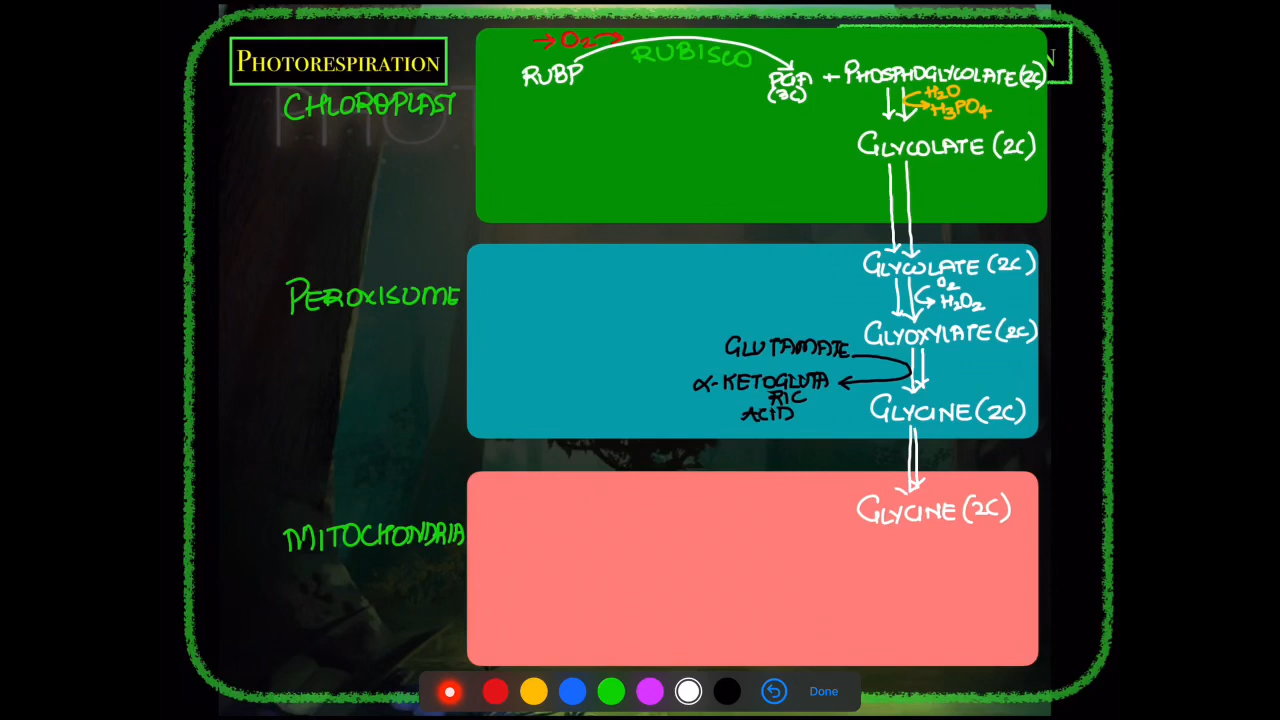 PHOTORESPIRATION
→ O2 →
RUBISCO
RUBP
PGA + PHOSPHOGLYCOLATE (2C)
(3C)
CHLOROPLAST
H2O
H3PO4
GLYCOLATE (2C)
GLYCOLATE (2C)
O2
H2O2
PEROXISOME
GLYOXYLATE (2C)
GLUTAMATE
α-KETOGLUTA
RIC
ACID
GLYCINE (2C)
GLYCINE (2C)
MITOCHONDRIA
Done